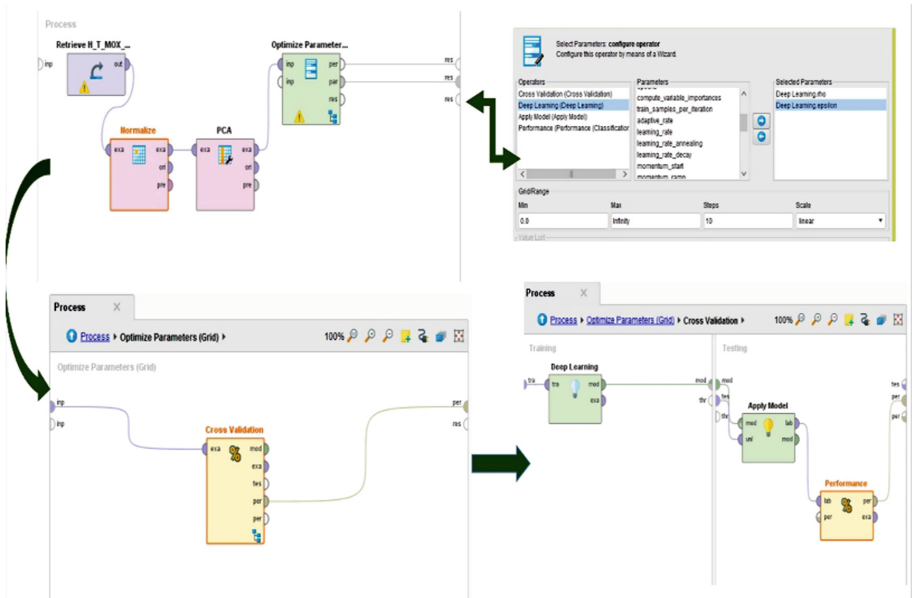 Process
Retrieve H_T_MOX_...
inp
out
Optimize Parameter...
inp
per
inp
par
res
res
res
res
Normalize
exa
exa
ori
pre
PCA
exa
exa
ori
pre
Select Parameters: configure operator
Configure this operator by means of a Wizard.
Operators
Cross Validation (Cross Validation)
Deep Learning (Deep Learning)
Apply Model (Apply Model)
Performance (Performance (Classification
Parameters
compute_variable_importances
train_samples_per_iteration
adaptive_rate
learning_rate
learning_rate_annealing
learning_rate_decay
momentum_start
momentum_ramp
Selected Parameters
Deep Learning.rho
Deep Learning.epsilon
Grid/Range
Min
Max
Steps
Scale
0.0
Infinity
10
linear
Value List
Process
Process Optimize Parameters (Grid)
100%
Optimize Parameters (Grid)
inp
inp
per
res
Cross Validation
exa
mod
exa
tes
per
per
Process
Process Optimize Parameters (Grid) Cross Validation
100%
Training
Deep Learning
tra
tra
mod
exa
mod
thr
Testing
mod
tes
thr
Apply Model
mod
lab
unl
mod
tes
per
per
Performance
lab
per
per
exa